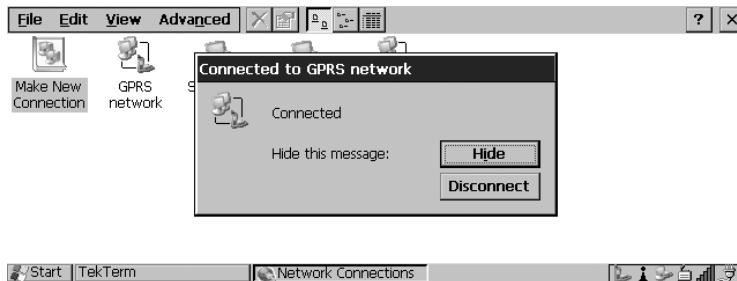 File Edit View Advanced ?
Make New
Connection
GPRS
network
S
Connected to GPRS network
Connected
Hide this message:
Hide
Disconnect
Start TekTerm Network Connections